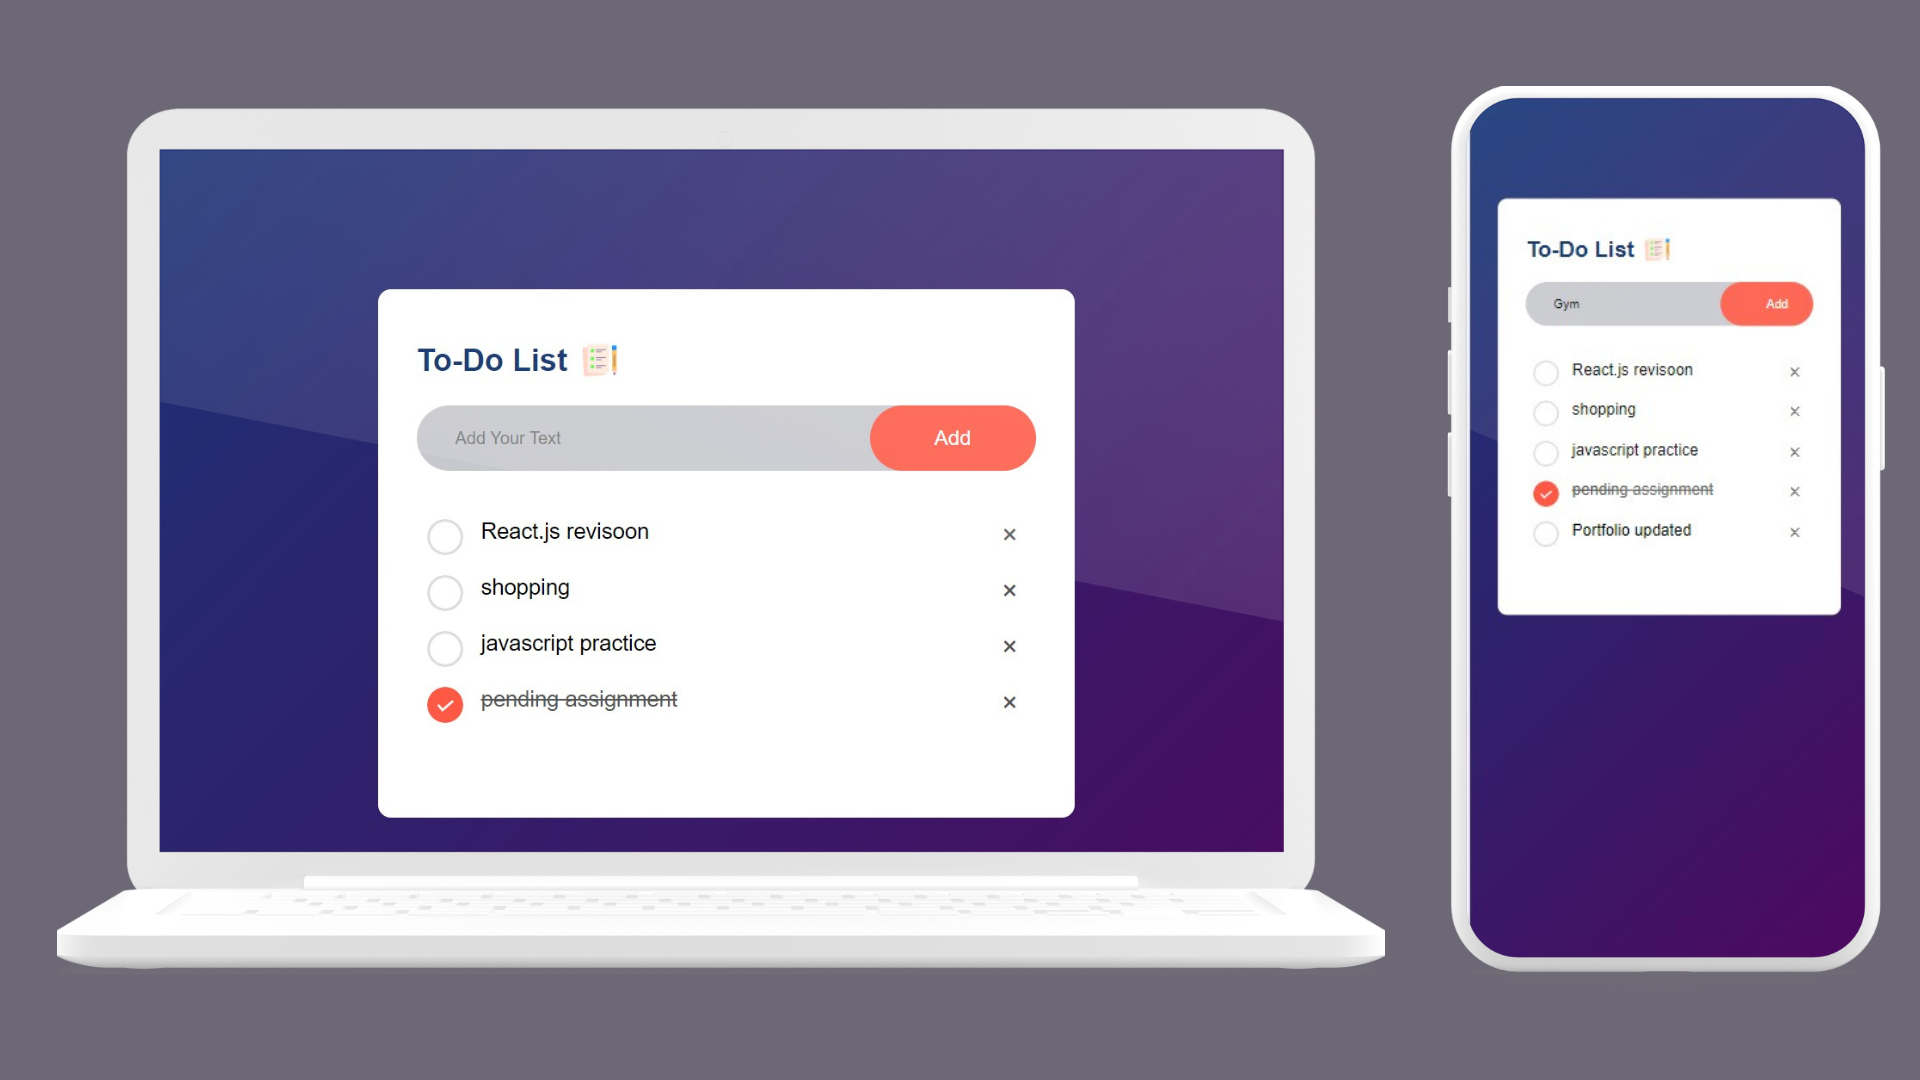 To-Do List
Add Your Text
Add
React.js revisoon
shopping
javascript practice
pending assignment
To-Do List
Gym
Add
React.js revisoon
shopping
javascript practice
pending assignment
Portfolio updated